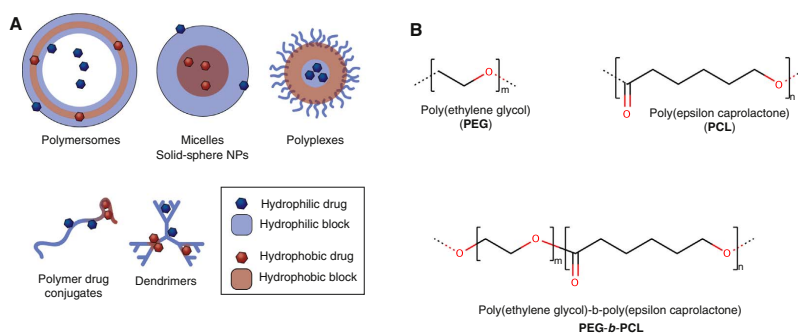 A
Polymersomes
Micelles
Solid-sphere NPs
Polyplexes
Polymer drug
conjugates
Dendrimers
Hydrophilic drug
Hydrophilic block
Hydrophobic drug
Hydrophobic block
B
O
m
Poly(ethylene glycol)
(PEG)
O
O
n
Poly(epsilon caprolactone)
(PCL)
O
O
m
O
O
n
Poly(ethylene glycol)-b-poly(epsilon caprolactone)
PEG-b-PCL